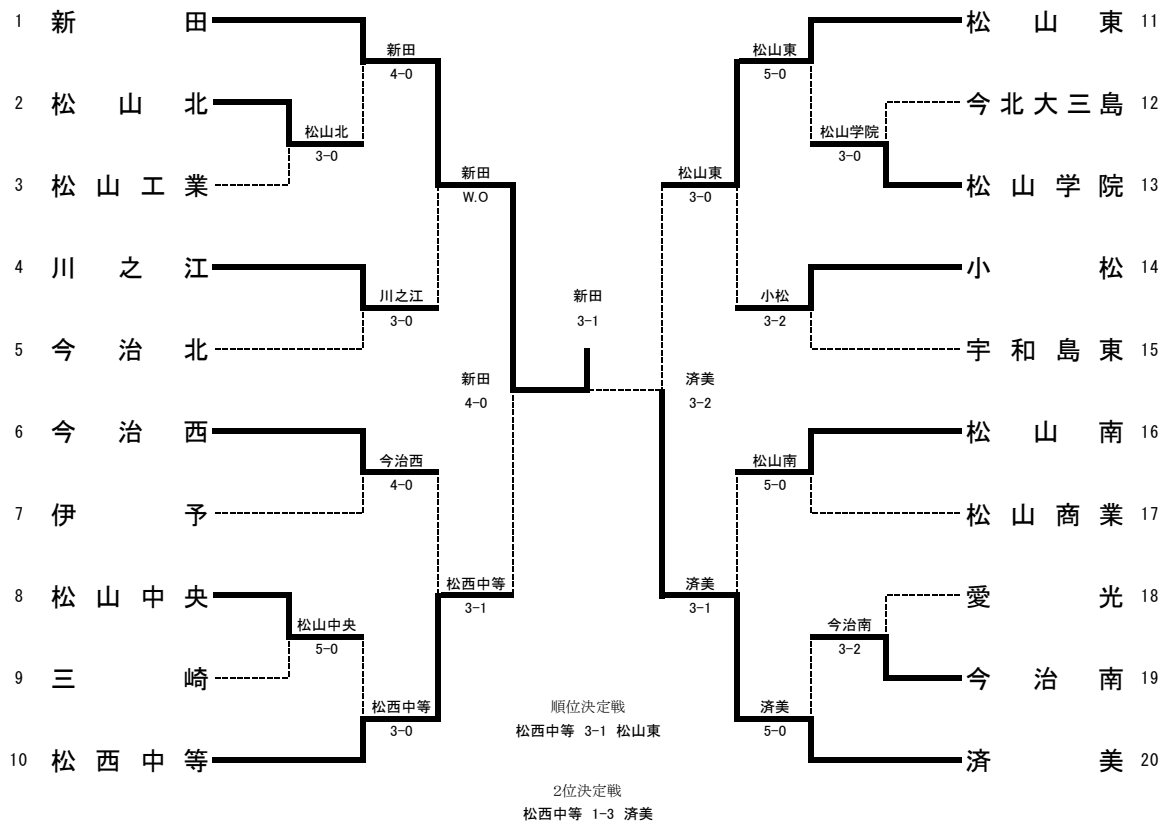 1 新田
新田
4-0
2 松山北
松山北
3-0
3 松山工業
新田
W.O
4 川之江
川之江
3-0
5 今治北
新田
4-0
6 今治西
今治西
4-0
7 伊予
松西中等
3-1
8 松山中央
松山中央
5-0
9 三崎
松西中等
3-0
10 松西中等
新田
3-1
松山東 11
松山東
5-0
今北大三島 12
松山学院
3-0
松山学院 13
松山東
3-0
小松 14
小松
3-2
宇和島東 15
済美
3-2
松山南 16
松山南
5-0
松山商業 17
済美
3-1
愛光 18
今治南
3-2
今治南 19
済美
5-0
済美 20
順位決定戦
松西中等 3-1 松山東
2位決定戦
松西中等 1-3 済美